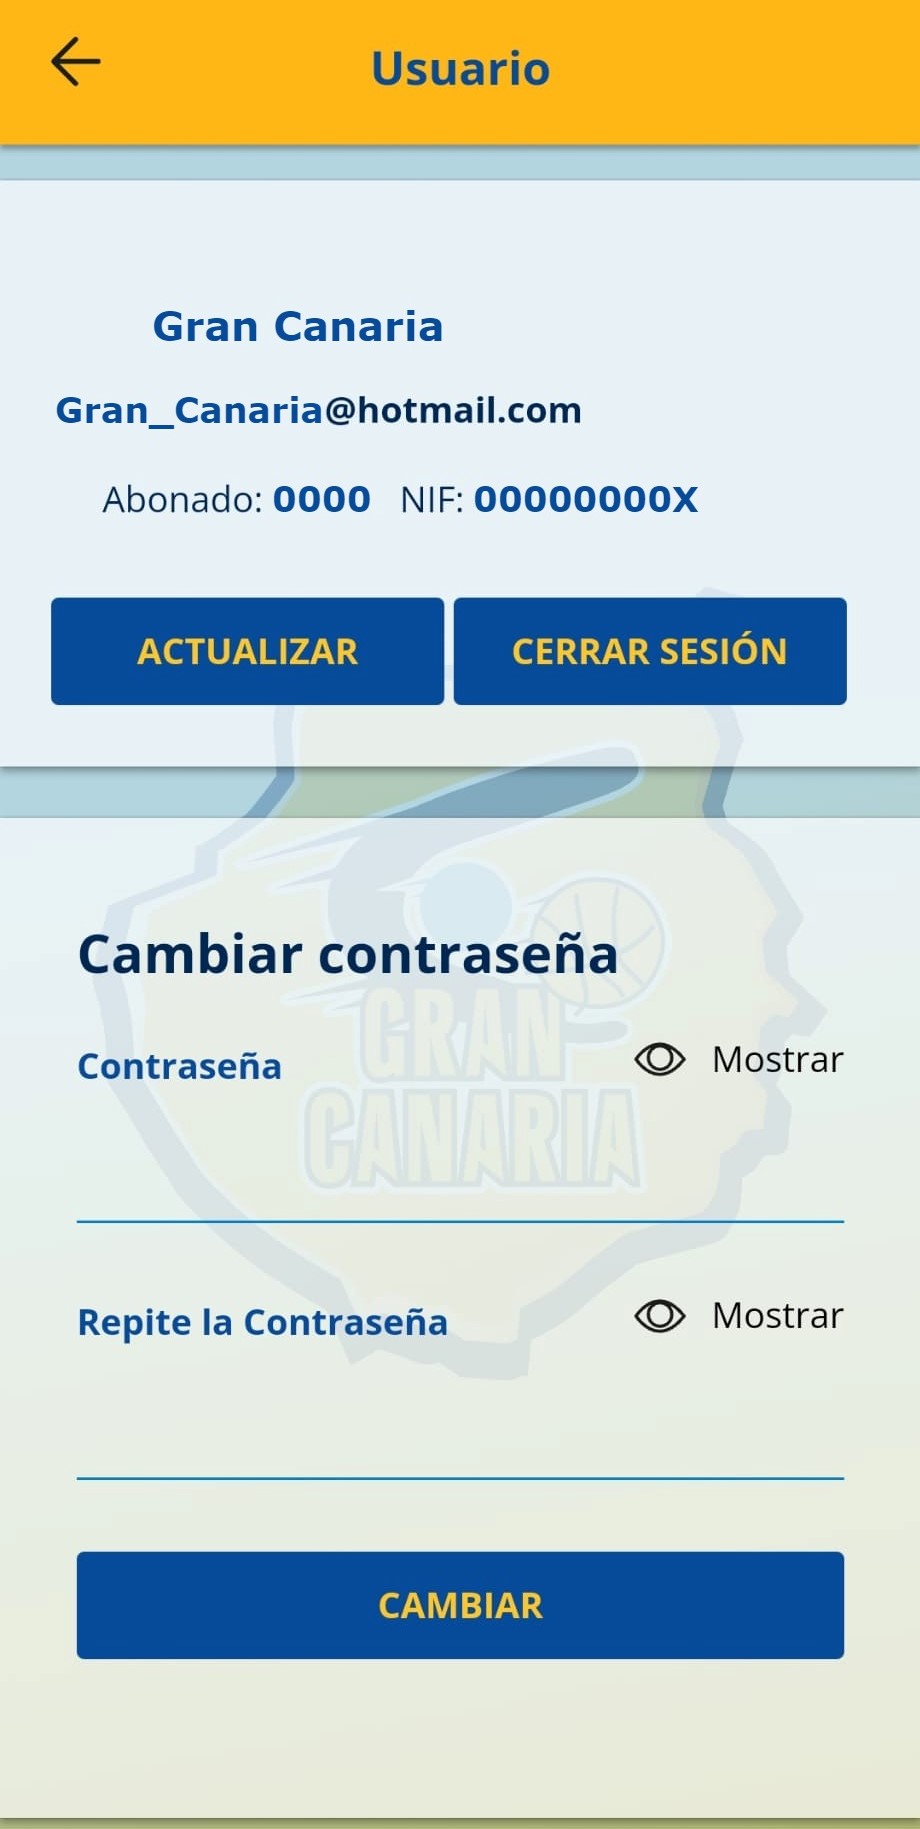 Usuario
Gran Canaria
Gran_Canaria@hotmail.com
Abonado: 0000 NIF: 00000000X
ACTUALIZAR CERRAR SESIÓN
Cambiar contraseña
GRAN
CANARIA
Contraseña Mostrar
Repite la Contraseña Mostrar
CAMBIAR